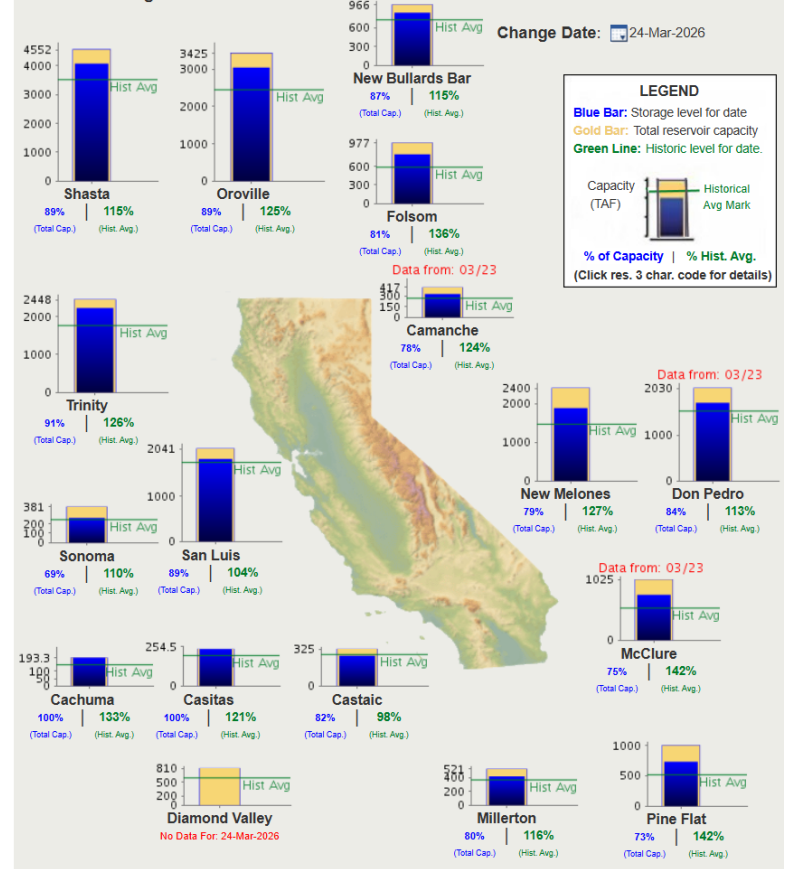 966
600
300
0
Hist Avg
New Bullards Bar
87% | 115%
(Total Cap.) (Hist. Avg.)
Change Date: 24-Mar-2026
4552
4000
3000
2000
1000
0
Hist Avg
Shasta
89% | 115%
(Total Cap.) (Hist. Avg.)
3425
3000
2000
1000
0
Hist Avg
Oroville
89% | 125%
(Total Cap.) (Hist. Avg.)
977
600
300
0
Hist Avg
Folsom
81% | 136%
(Total Cap.) (Hist. Avg.)
LEGEND
Blue Bar: Storage level for date
Gold Bar: Total reservoir capacity
Green Line: Historic level for date.
Capacity
(TAF)
Historical
Avg Mark
% of Capacity | % Hist. Avg.
(Click res. 3 char. code for details)
Data from: 03/23
417
300
150
0
Hist Avg
Camanche
78% | 124%
(Total Cap.) (Hist. Avg.)
2448
2000
1000
0
Hist Avg
Trinity
91% | 126%
(Total Cap.) (Hist. Avg.)
2400
2000
1000
0
Hist Avg
New Melones
79% | 127%
(Total Cap.) (Hist. Avg.)
Data from: 03/23
2030
1000
0
Hist Avg
Don Pedro
84% | 113%
(Total Cap.) (Hist. Avg.)
381
200
100
0
Hist Avg
Sonoma
69% | 110%
(Total Cap.) (Hist. Avg.)
2041
1000
0
Hist Avg
San Luis
89% | 104%
(Total Cap.) (Hist. Avg.)
Data from: 03/23
1025
0
Hist Avg
McClure
75% | 142%
(Total Cap.) (Hist. Avg.)
193.3
100
50
0
Hist Avg
Cachuma
100% | 133%
(Total Cap.) (Hist. Avg.)
254.5
0
Hist Avg
Casitas
100% | 121%
(Total Cap.) (Hist. Avg.)
325
0
Hist Avg
Castaic
82% | 98%
(Total Cap.) (Hist. Avg.)
810
500
200
0
Hist Avg
Diamond Valley
No Data For: 24-Mar-2026
521
400
200
0
Hist Avg
Millerton
80% | 116%
(Total Cap.) (Hist. Avg.)
1000
500
0
Hist Avg
Pine Flat
73% | 142%
(Total Cap.) (Hist. Avg.)